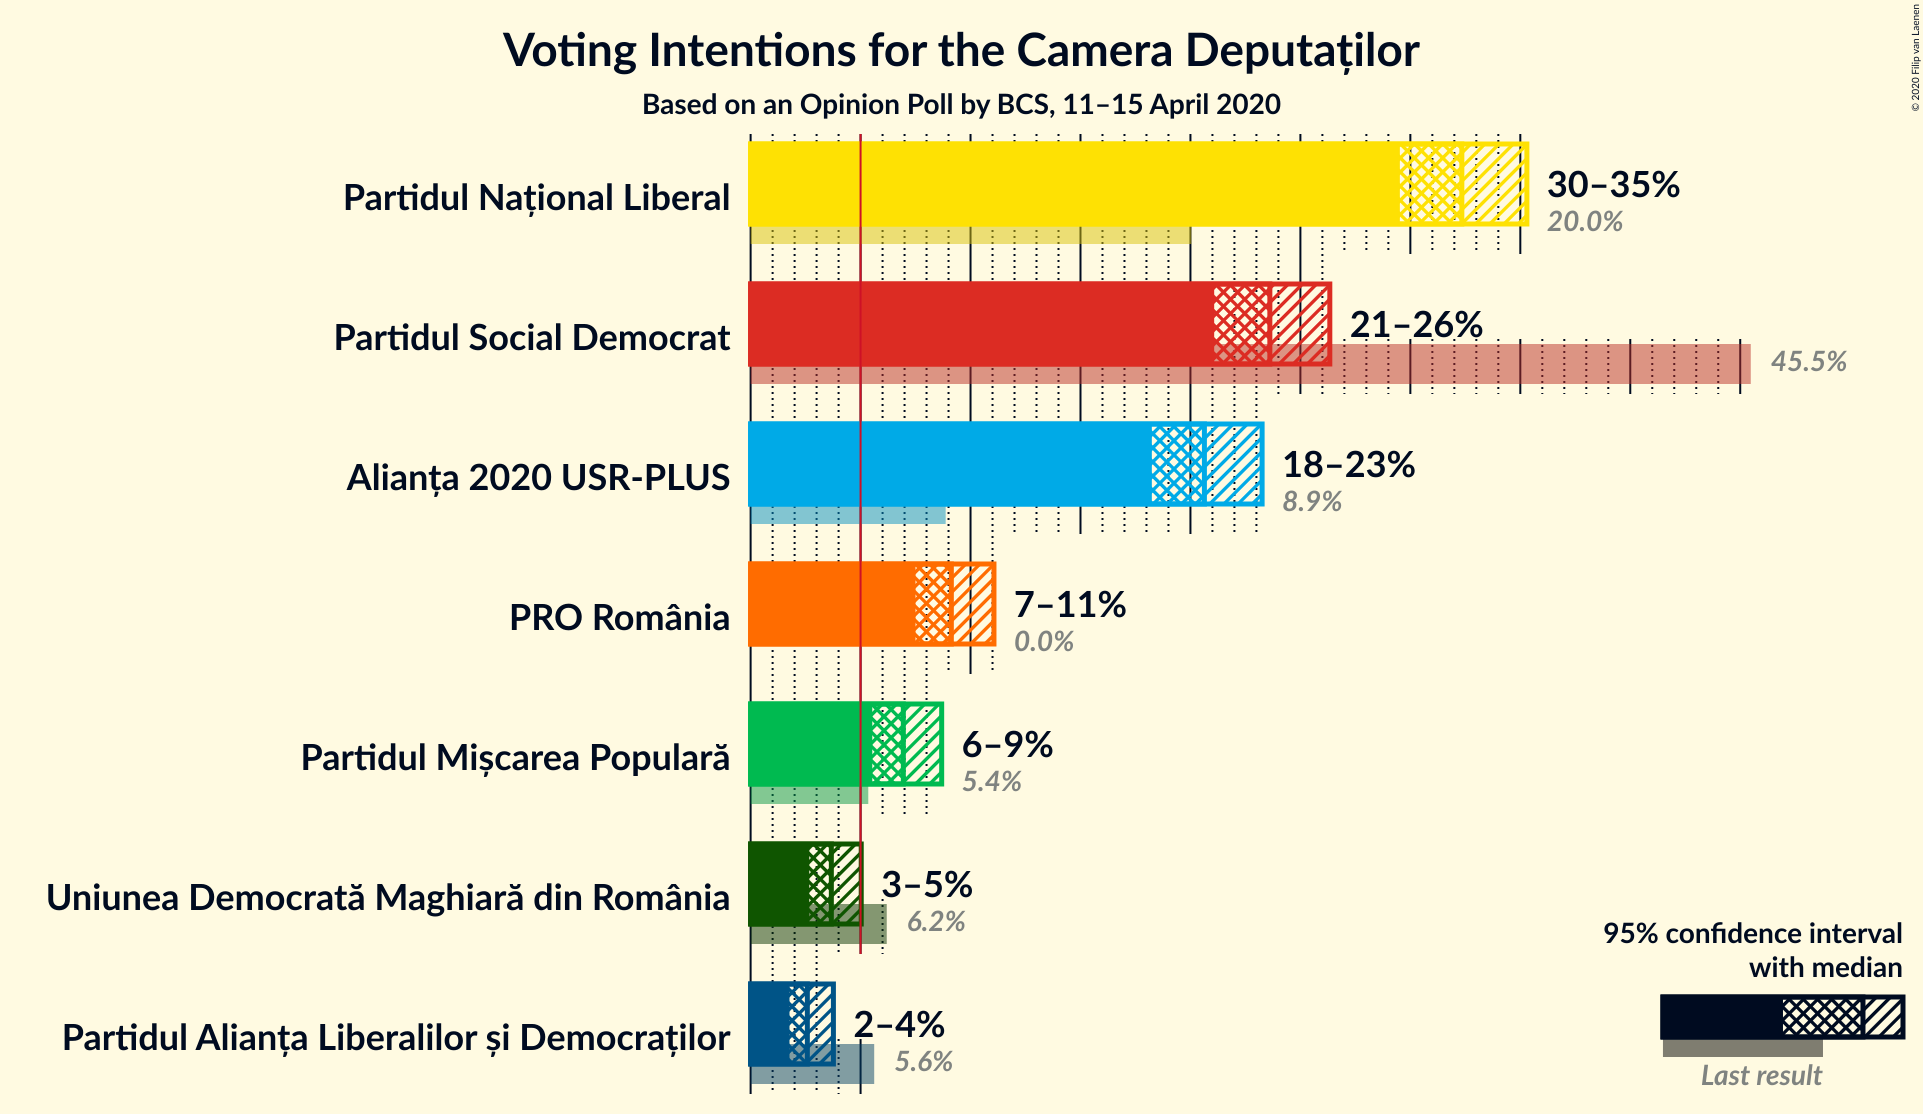 Voting Intentions for the Camera Deputaților
Based on an Opinion Poll by BCS, 11–15 April 2020
© 2020 Filip van Laenen
Partidul Național Liberal
30–35%
20.0%
Partidul Social Democrat
21–26%
45.5%
Alianța 2020 USR-PLUS
18–23%
8.9%
PRO România
7–11%
0.0%
Partidul Mișcarea Populară
6–9%
5.4%
Uniunea Democrată Maghiară din România
3–5%
6.2%
Partidul Alianța Liberalilor și Democraților
2–4%
5.6%
95% confidence interval
with median
Last result